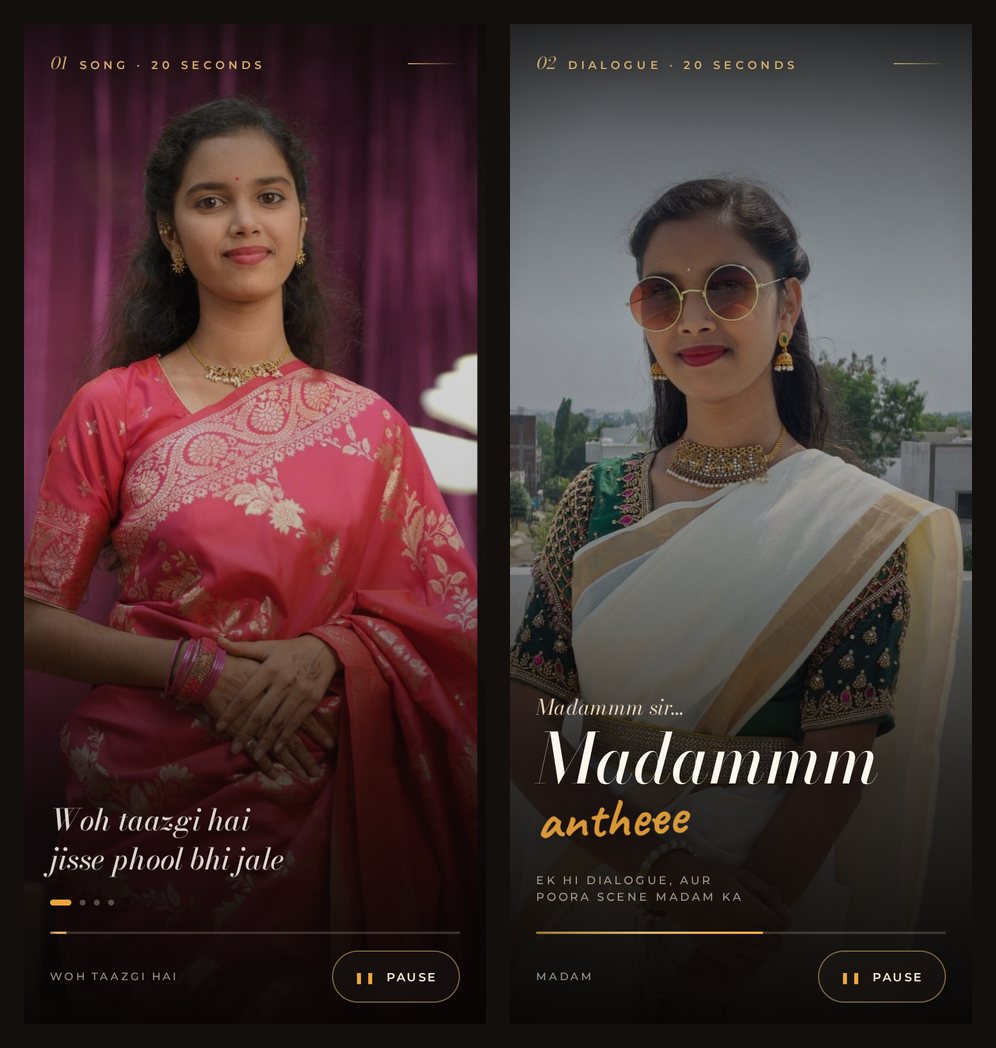 01 SONG · 20 SECONDS
Woh taazgi hai
jisse phool bhi jale
WOH TAAZGI HAI
PAUSE
02 DIALOGUE · 20 SECONDS
Madammm sir...
Madammm
antheee
EK HI DIALOGUE, AUR
POORA SCENE MADAM KA
MADAM
PAUSE